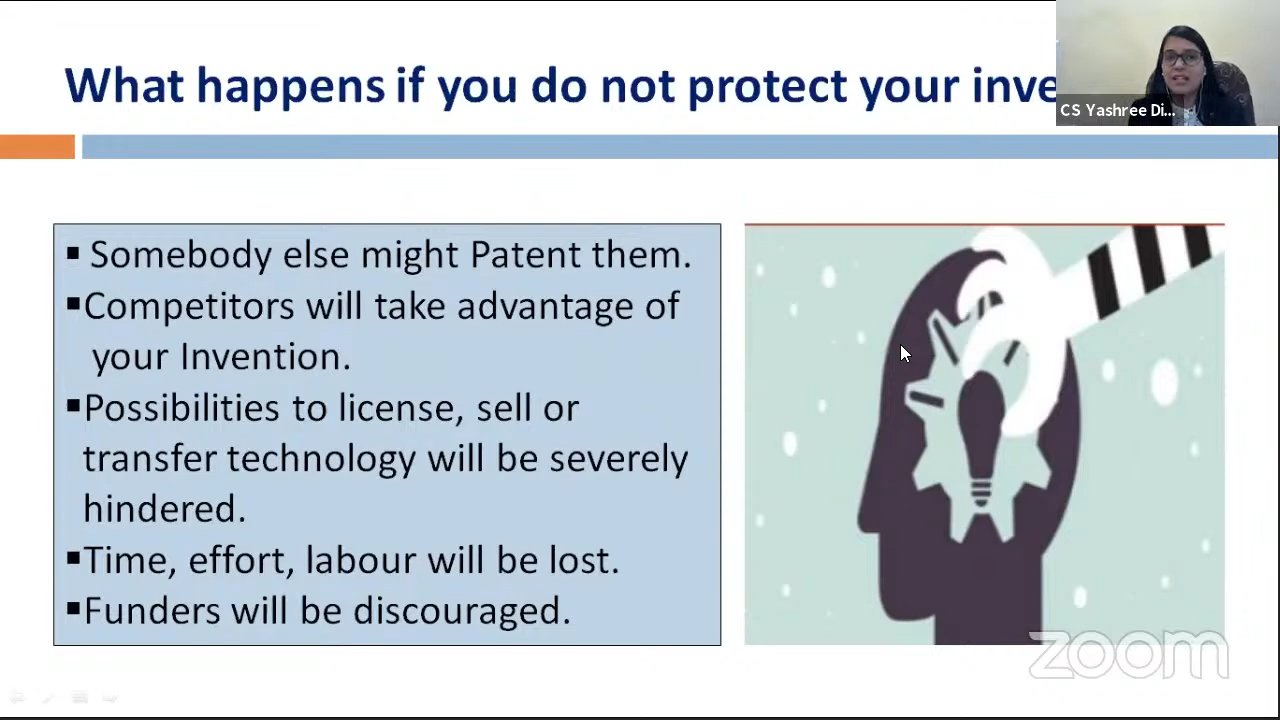 What happens if you do not protect your inve
CS Yashree Di...
▪ Somebody else might Patent them.
▪Competitors will take advantage of
your Invention.
▪Possibilities to license, sell or
transfer technology will be severely
hindered.
▪Time, effort, labour will be lost.
▪Funders will be discouraged.
zoom